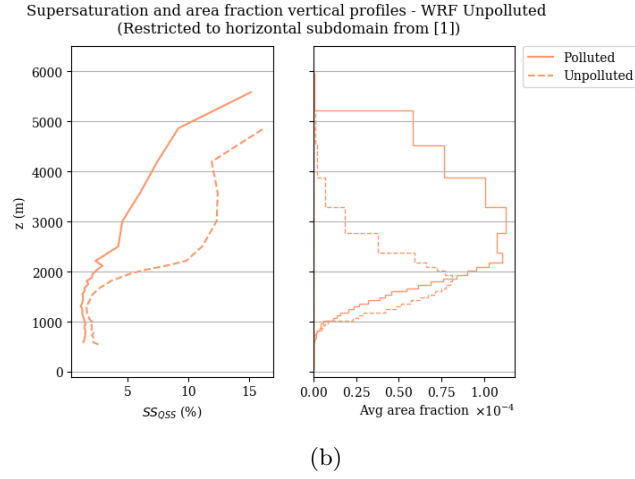 Supersaturation and area fraction vertical profiles - WRF Unpolluted
(Restricted to horizontal subdomain from [1])
Polluted
Unpolluted
6000
5000
4000
3000
2000
1000
0
z (m)
5 10 15
SS_QSS (%)
0.00 0.25 0.50 0.75 1.00
Avg area fraction ×10⁻⁴
(b)